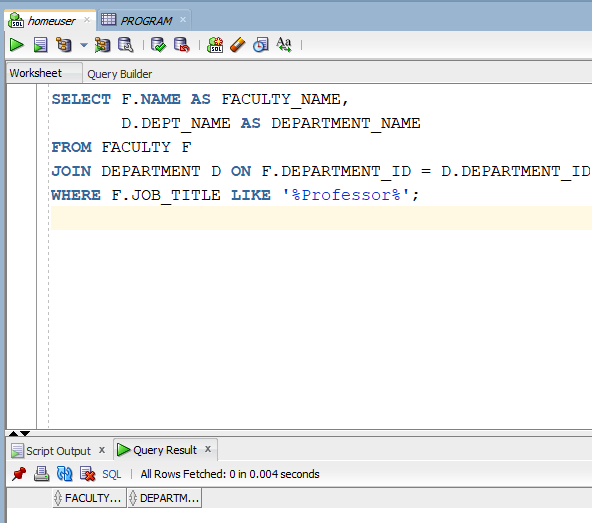 homeuser PROGRAM
SQL Aa
Worksheet Query Builder
SELECT F.NAME AS FACULTY_NAME,
D.DEPT_NAME AS DEPARTMENT_NAME
FROM FACULTY F
JOIN DEPARTMENT D ON F.DEPARTMENT_ID = D.DEPARTMENT_ID
WHERE F.JOB_TITLE LIKE '%Professor%';
Script Output x Query Result x
SQL All Rows Fetched: 0 in 0.004 seconds
FACULTY... DEPARTM...